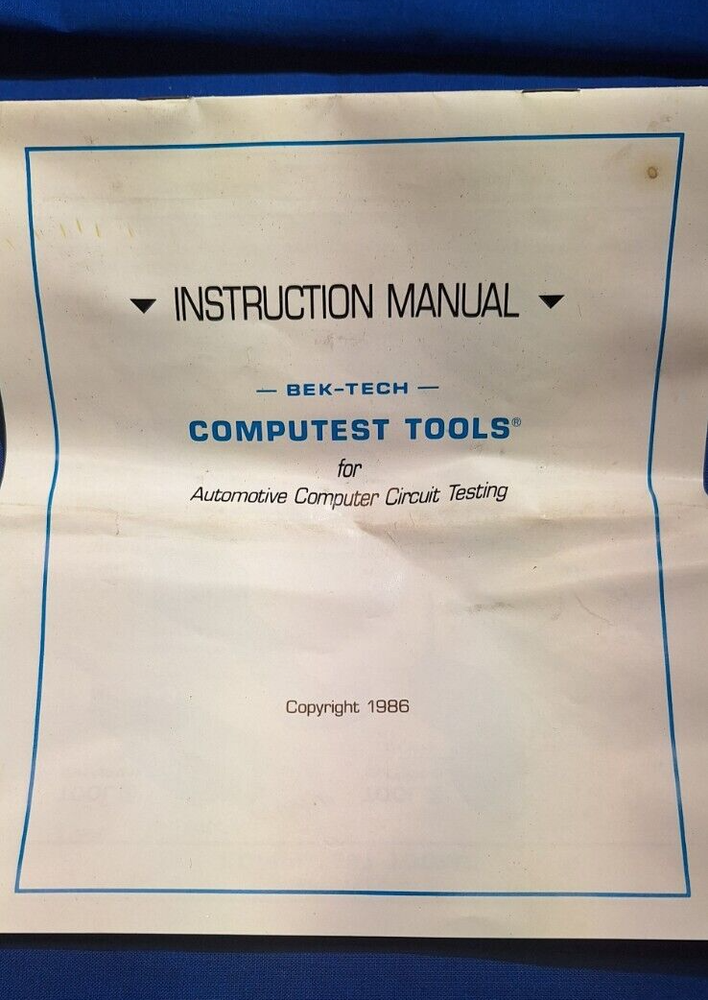 INSTRUCTION MANUAL
— BEK-TECH —
COMPUTEST TOOLS®
for
Automotive Computer Circuit Testing
Copyright 1986